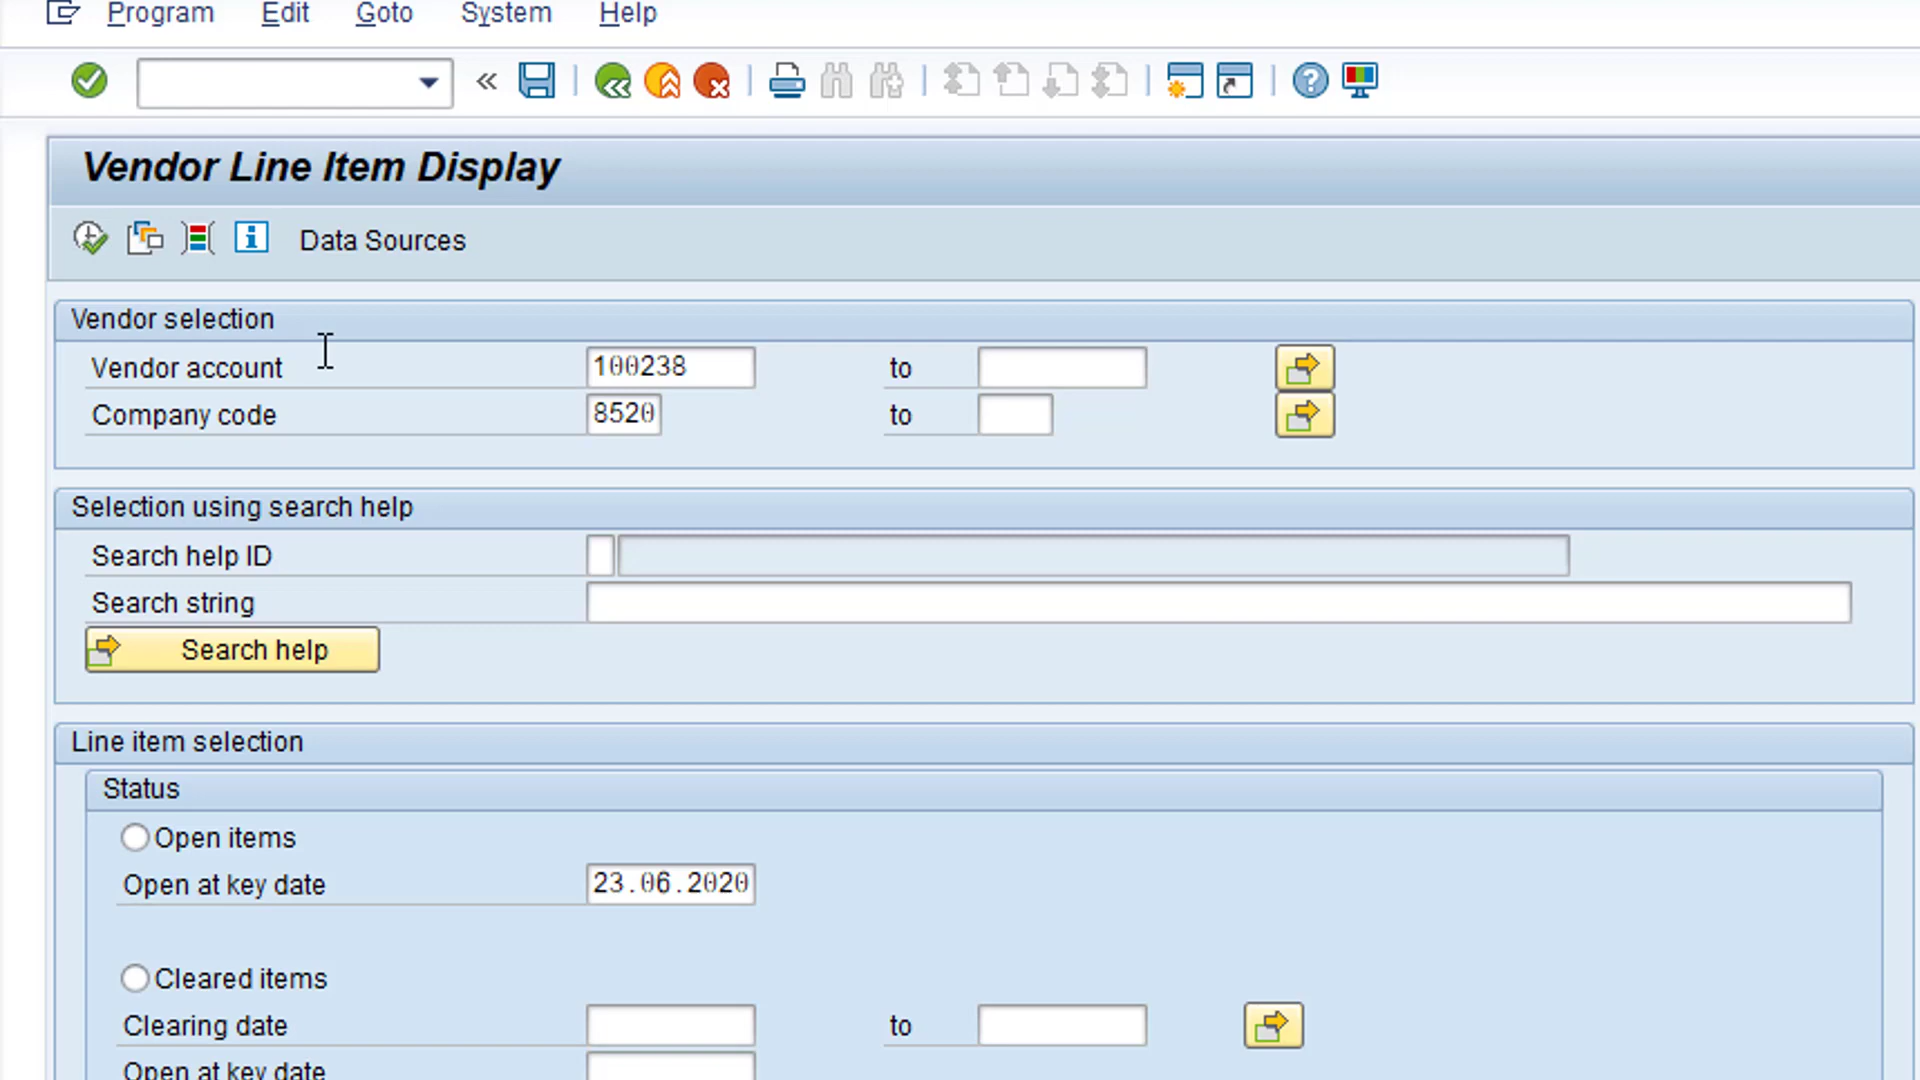 Program Edit Goto System Help
Vendor Line Item Display
Data Sources
Vendor selection
Vendor account 100238 to
Company code 8520 to
Selection using search help
Search help ID
Search string
Search help
Line item selection
Status
Open items
Open at key date 23.06.2020
Cleared items
Clearing date to
Open at key date